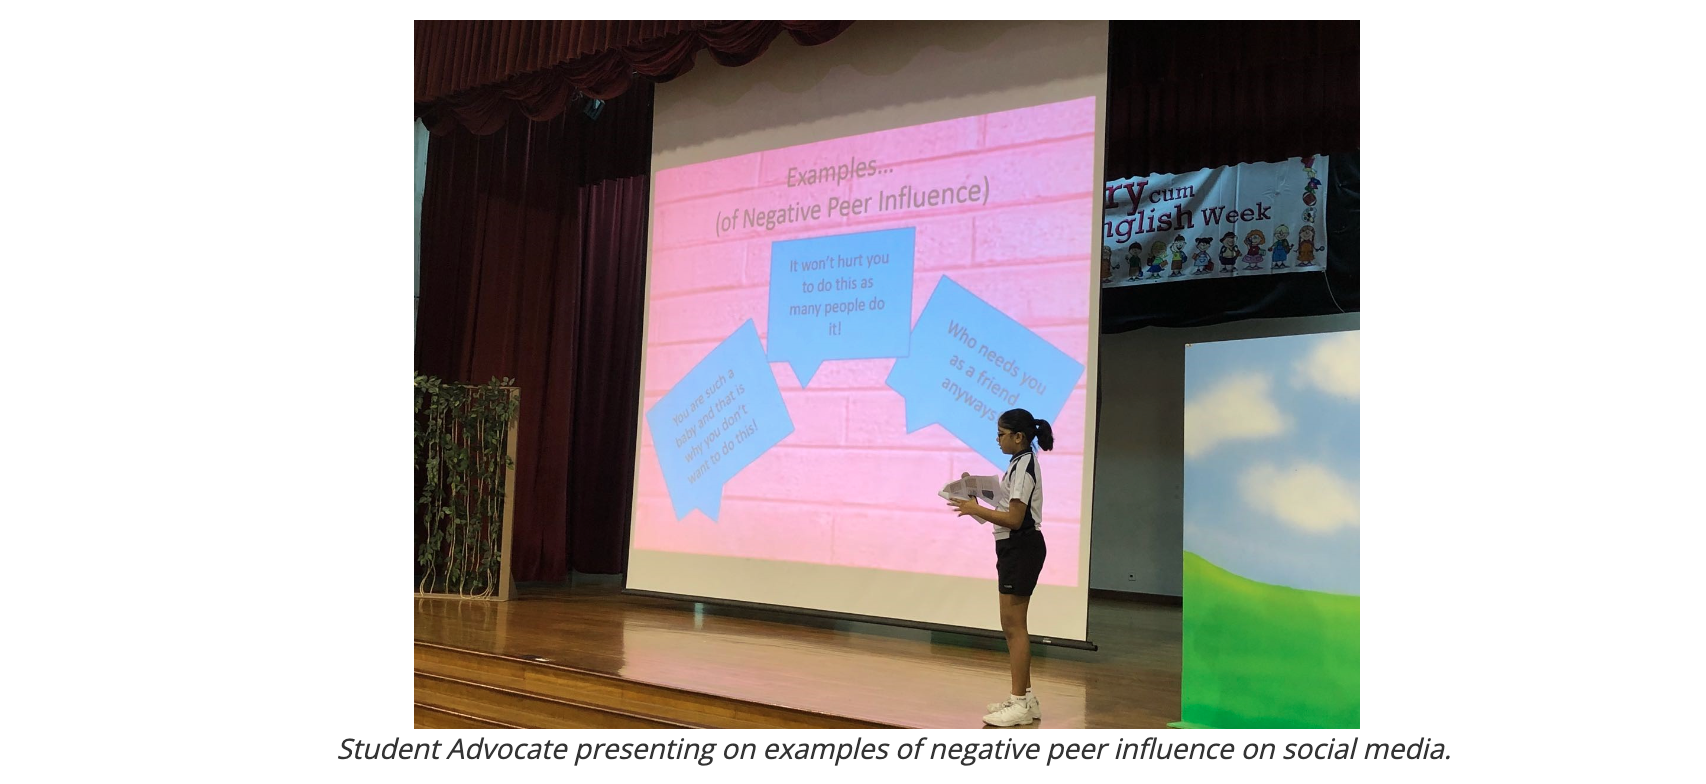 Examples...
(of Negative Peer Influence)
It won't hurt you
to do this as
many people do
it!
You are such a
baby and that is
why you don't
want to do this!
Who needs you
as a friend
anyways
ry cum
nglish Week
Student Advocate presenting on examples of negative peer influence on social media.